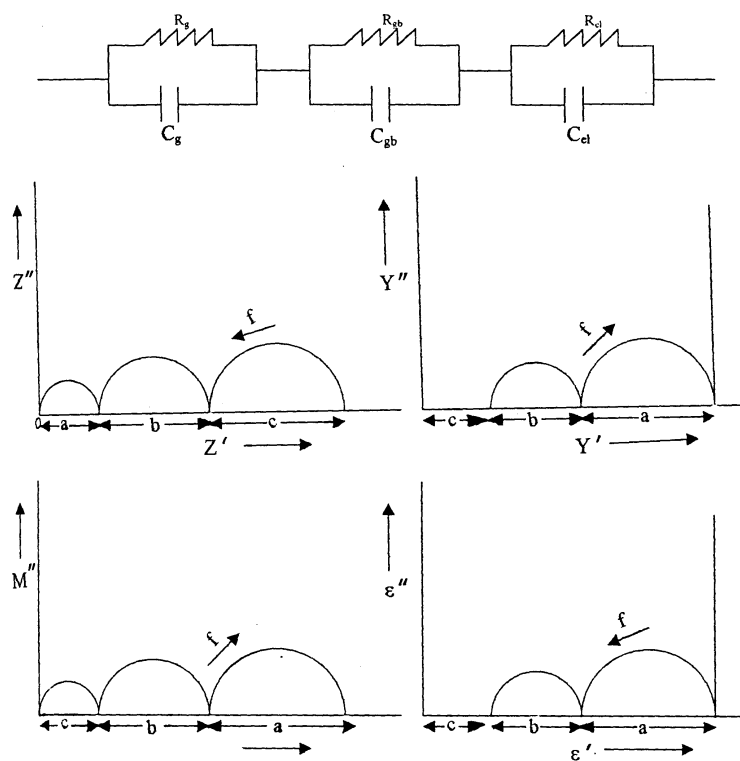 Rg Rgb Rel
Cg Cgb Cel
Z″ f
0 a b c
Z′
Y″ f
c b a
Y′
M″ f
c b a
ε″ f
c b a
ε′